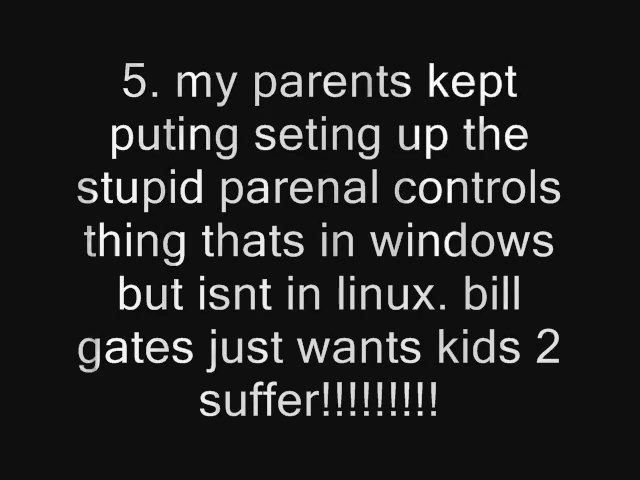 5. my parents kept
puting seting up the
stupid parenal controls
thing thats in windows
but isnt in linux. bill
gates just wants kids 2
suffer!!!!!!!!!